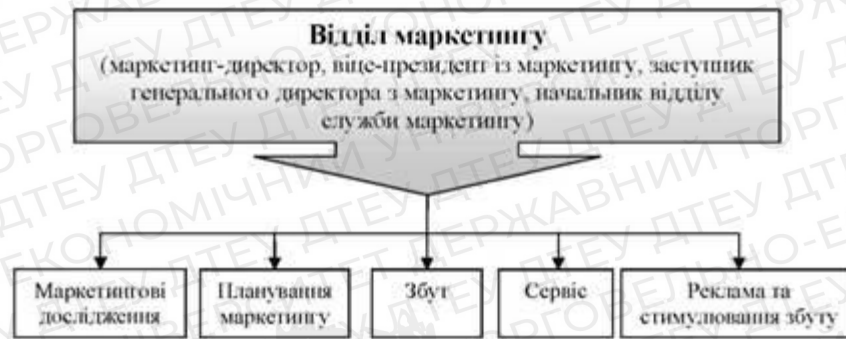 Відділ маркетингу
(маркетинг-директор, віце-президент із маркетингу, заступник
генерального директора з маркетингу, начальник відділу
служби маркетингу)
Маркетингові
дослідження
Планування
маркетингу
Збут
Сервіс
Реклама та
стимулювання збуту